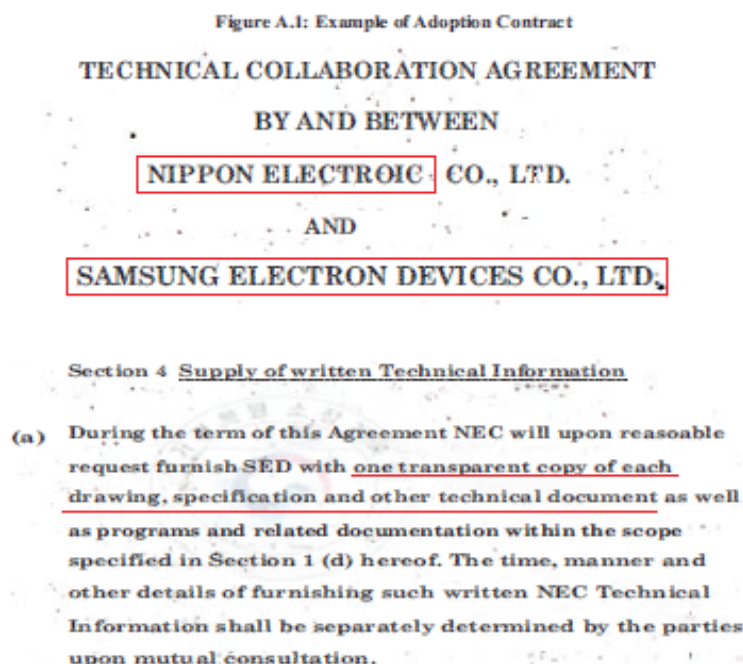 Figure A.1: Example of Adoption Contract
TECHNICAL COLLABORATION AGREEMENT
BY AND BETWEEN
NIPPON ELECTROIC CO., LTD.
AND
SAMSUNG ELECTRON DEVICES CO., LTD.
Section 4 Supply of written Technical Information
(a) During the term of this Agreement NEC will upon reasoable
request furnish SED with one transparent copy of each
drawing, specification and other technical document as well
as programs and related documentation within the scope
specified in Section 1 (d) hereof. The time, manner and
other details of furnishing such written NEC Technical
Information shall be separately determined by the parties
upon mutual consultation.